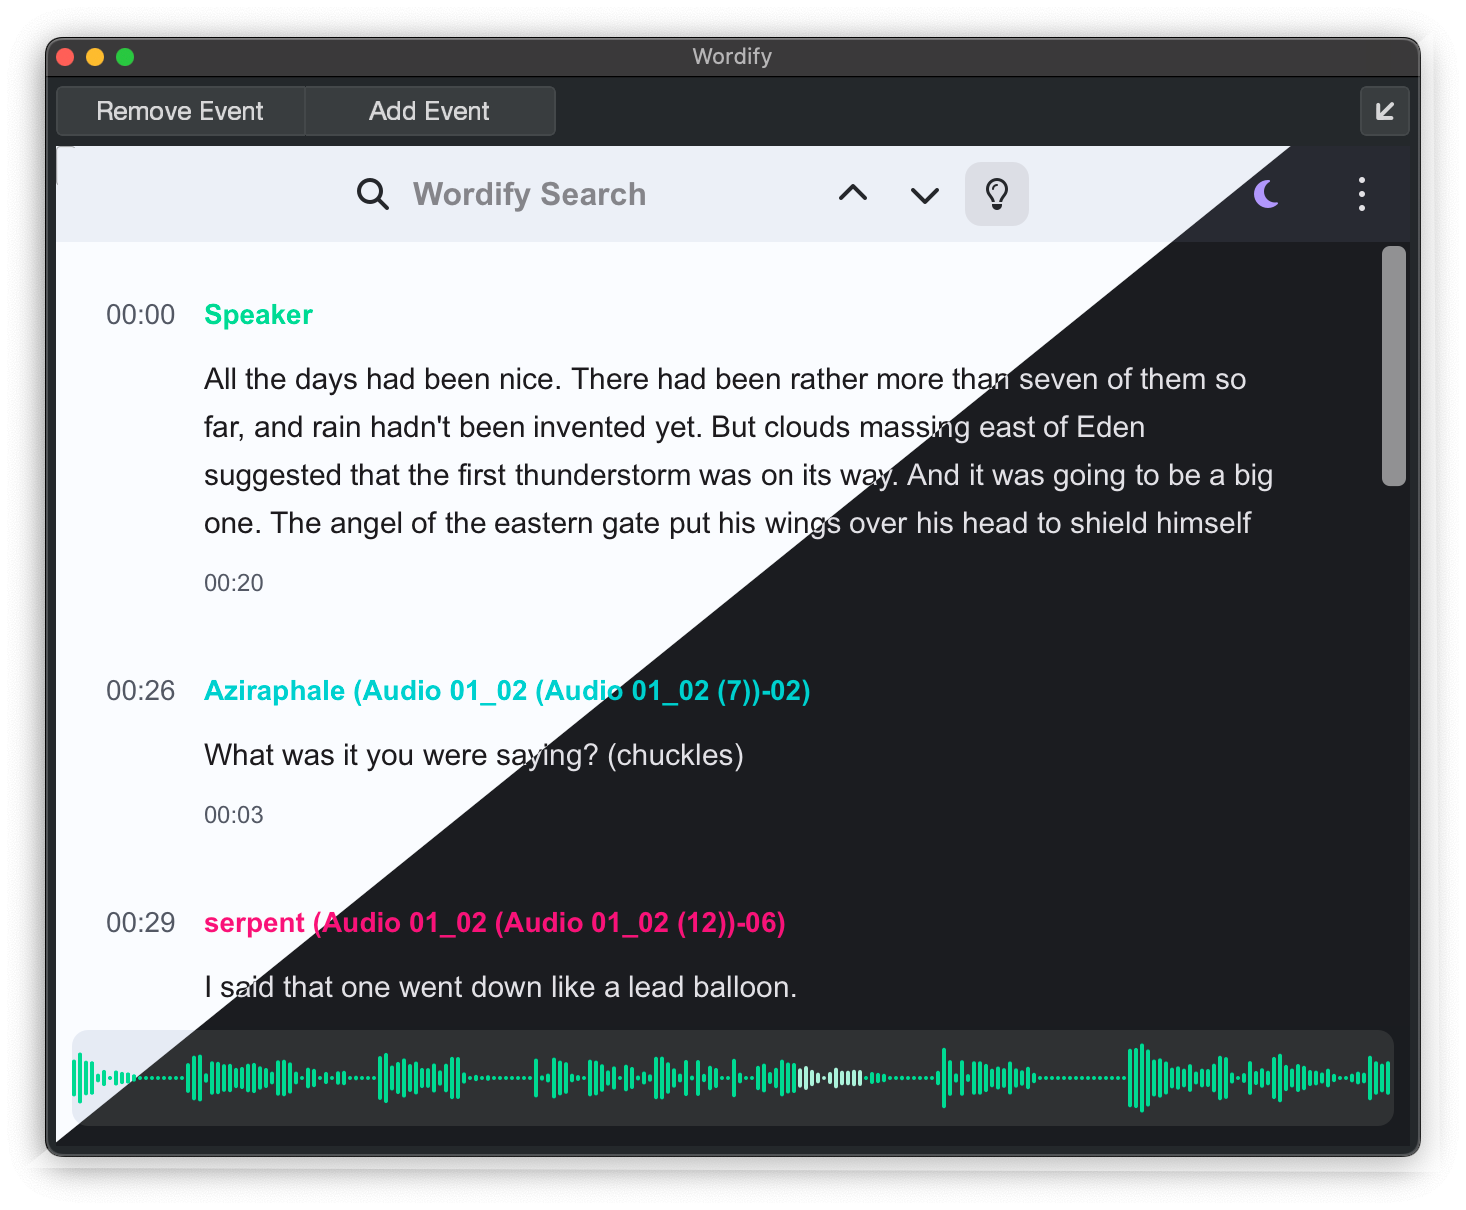 Wordify
Remove Event
Add Event
Wordify Search
00:00 Speaker
All the days had been nice. There had been rather more than seven of them so
far, and rain hadn't been invented yet. But clouds massing east of Eden
suggested that the first thunderstorm was on its way. And it was going to be a big
one. The angel of the eastern gate put his wings over his head to shield himself
00:20
00:26 Aziraphale (Audio 01_02 (Audio 01_02 (7))-02)
What was it you were saying? (chuckles)
00:03
00:29 serpent (Audio 01_02 (Audio 01_02 (12))-06)
I said that one went down like a lead balloon.